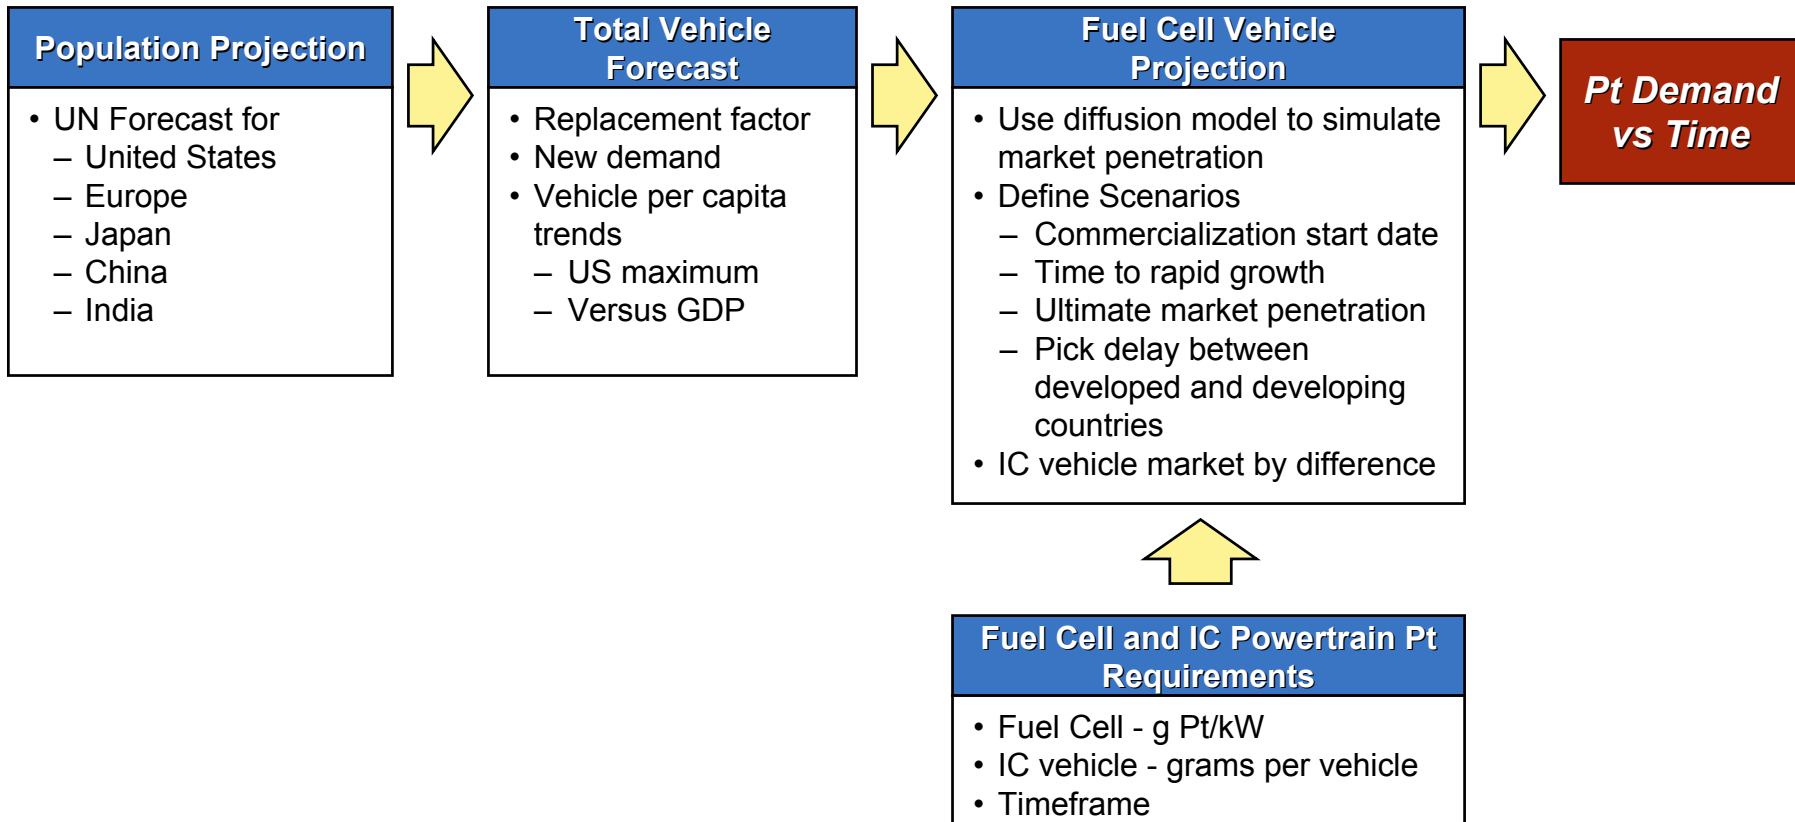 Population Projection
• UN Forecast for
– United States
– Europe
– Japan
– China
– India
Total Vehicle
Forecast
• Replacement factor
• New demand
• Vehicle per capita
trends
– US maximum
– Versus GDP
Fuel Cell Vehicle
Projection
• Use diffusion model to simulate
market penetration
• Define Scenarios
– Commercialization start date
– Time to rapid growth
– Ultimate market penetration
– Pick delay between
developed and developing
countries
• IC vehicle market by difference
Pt Demand
vs Time
Fuel Cell and IC Powertrain Pt
Requirements
• Fuel Cell - g Pt/kW
• IC vehicle - grams per vehicle
• Timeframe